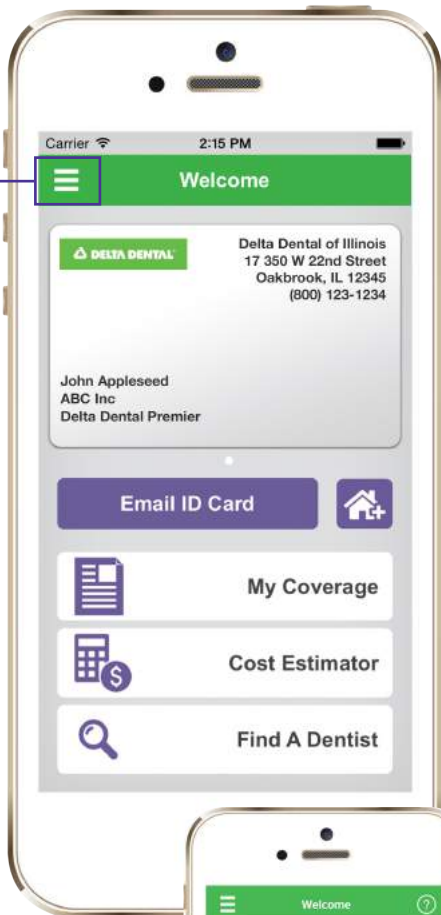 Carrier 2:15 PM
Welcome
DELTA DENTAL
Delta Dental of Illinois
17 350 W 22nd Street
Oakbrook, IL 12345
(800) 123-1234
John Appleseed
ABC Inc
Delta Dental Premier
Email ID Card
My Coverage
$
Cost Estimator
Find A Dentist
Welcome ?